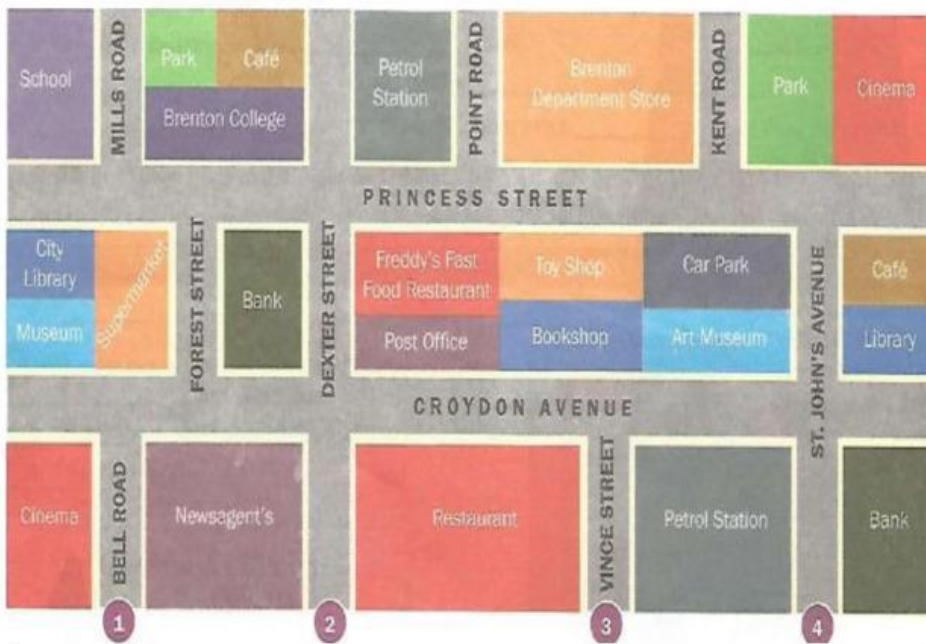 School
MILLS ROAD
Park
Café
Brenton College
Petrol
Station
POINT ROAD
Brenton
Department Store
KENT ROAD
Park
Cinema
PRINCESS STREET
City
Library
Museum
Supermarket
FOREST STREET
Bank
DEXTER STREET
Freddy's Fast
Food Restaurant
Post Office
Toy Shop
Bookshop
Car Park
Art Museum
ST. JOHN'S AVENUE
Café
Library
CROYDON AVENUE
Cinema
BELL ROAD
Newsagent's
Restaurant
VINCE STREET
Petrol Station
Bank
1
2
3
4